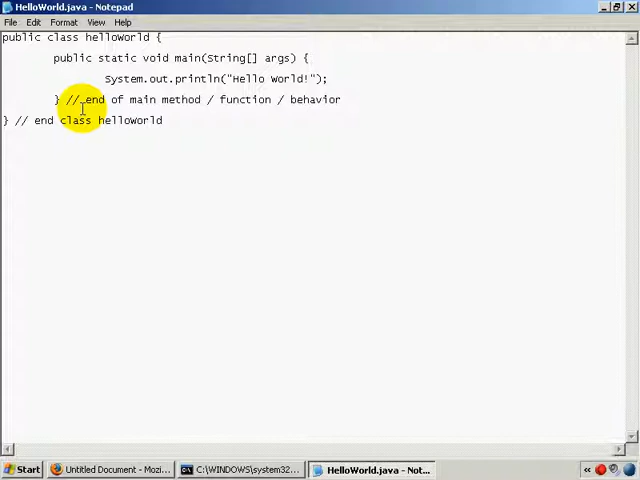 HelloWorld.java - Notepad
File Edit Format View Help
public class helloWorld {
public static void main(String[] args) {
System.out.println("Hello World!");
} // end of main method / function / behavior
} // end class helloworld
Start Untitled Document - Mozi... C:\WINDOWS\system32... HelloWorld.java - Not...